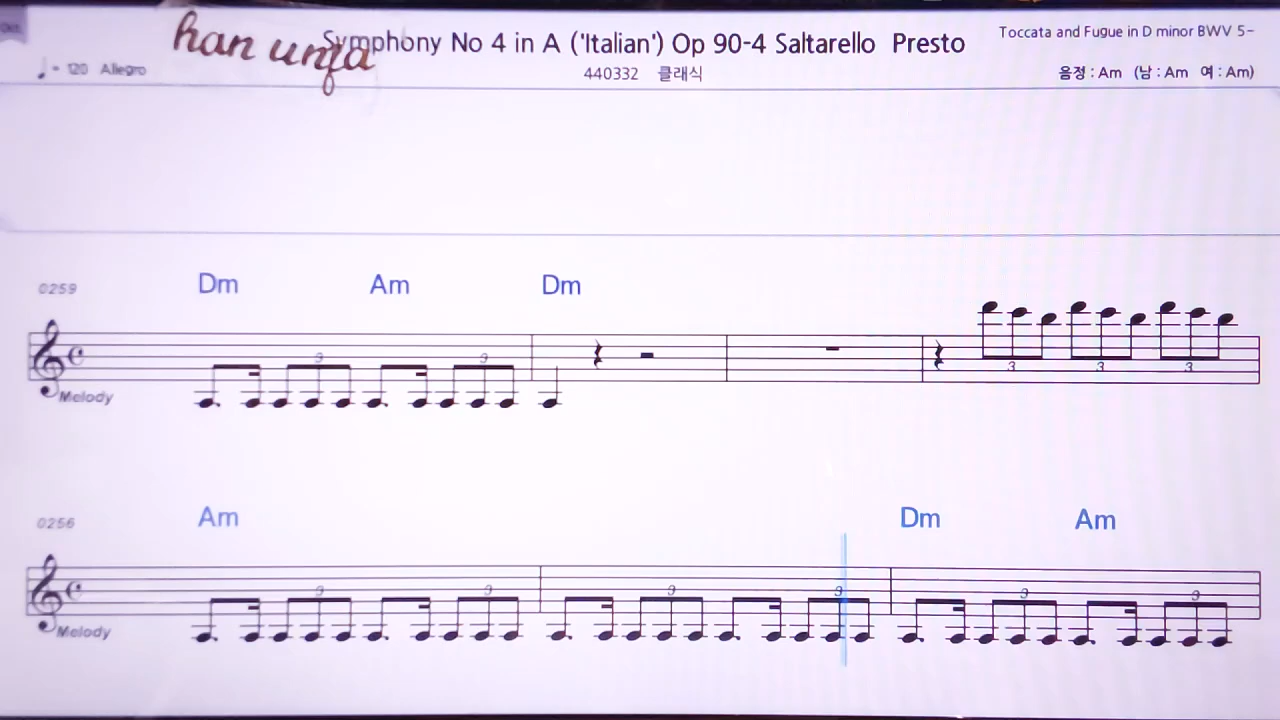 han unja
Symphony No 4 in A ('Italian') Op 90-4 Saltarello Presto
Toccata and Fugue in D minor BWV 5-
♩ = 120 Allegro
440332 클래식
음정 : Am (남 : Am 여 : Am)
0259 Dm Am Dm
3 3 3 3 3
Melody
0256 Am Dm Am
3 3 3 3 3 3
Melody